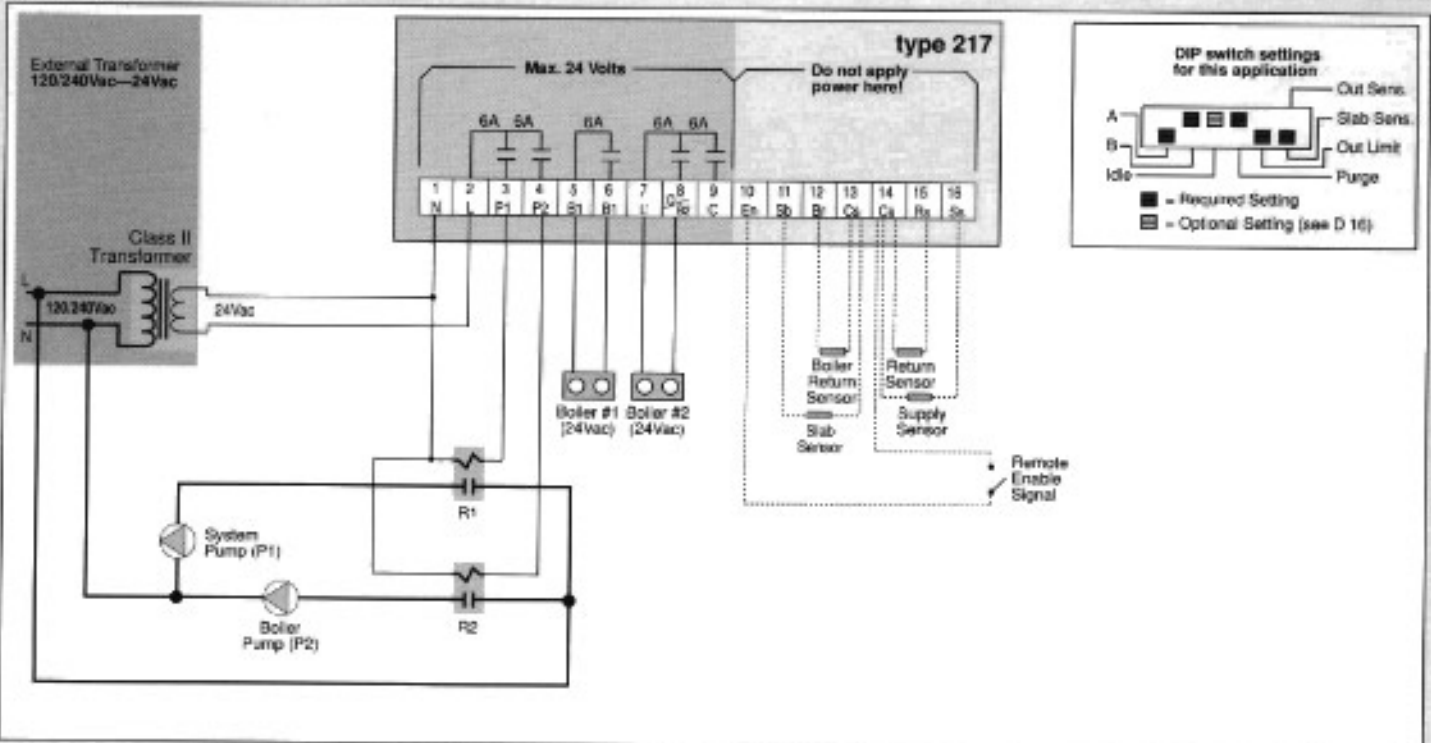 External Transformer
120/240Vac—24Vac
Class II
Transformer
L
120/240Vac
N
24Vac
type 217
Max. 24 Volts
Do not apply
power here!
6A 6A
6A
6A 6A
1 2 3 4 5 6 7 8 9 10 11 12 13 14 15 16
N L P1 P2 B1 B1 C En Sb Br Rs Ss
Boiler #1
(24Vac)
Boiler #2
(24Vac)
Boiler
Return
Sensor
Return
Sensor
Slab
Sensor
Supply
Sensor
Remote
Enable
Signal
R1
System
Pump (P1)
R2
Boiler
Pump (P2)
DIP switch settings
for this application
A
B
Idle
Out Sens.
Slab Sens.
Out Limit
Purge
= Required Setting
= Optional Setting (see D 16)